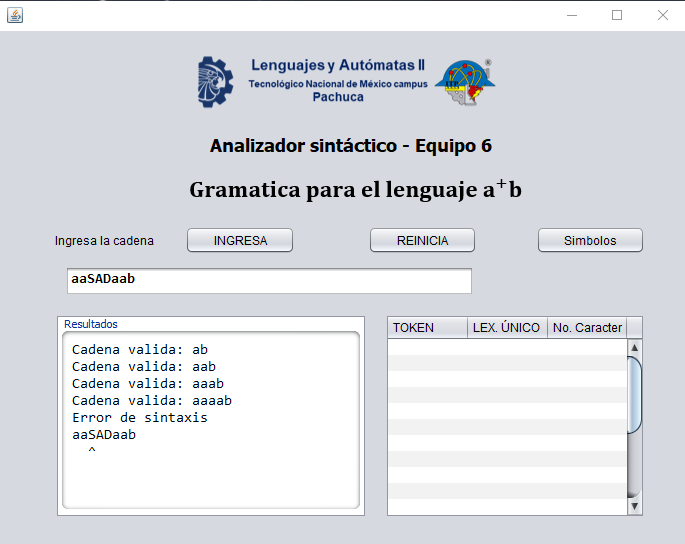 Lenguajes y Autómatas II
Tecnológico Nacional de México campus
Pachuca
Analizador sintáctico - Equipo 6
Gramatica para el lenguaje a⁺b
Ingresa la cadena
INGRESA
REINICIA
Simbolos
aaSADaab
Resultados
Cadena valida: ab
Cadena valida: aab
Cadena valida: aaab
Cadena valida: aaaab
Error de sintaxis
aaSADaab
  ^
TOKEN
LEX. ÚNICO
No. Caracter